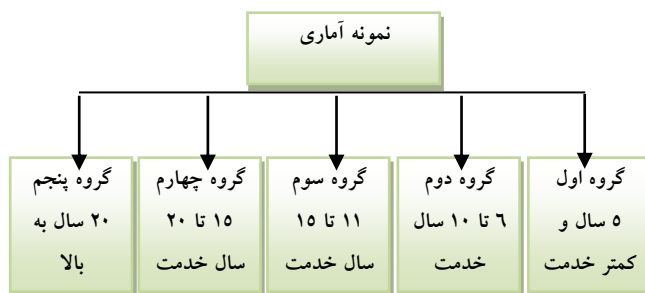 نمونه آماری
گروه اول
۵ سال و
کمتر خدمت
گروه دوم
۶ تا ۱۰ سال
خدمت
گروه سوم
۱۱ تا ۱۵
سال خدمت
گروه چهارم
۱۵ تا ۲۰
سال خدمت
گروه پنجم
۲۰ سال به
بالا